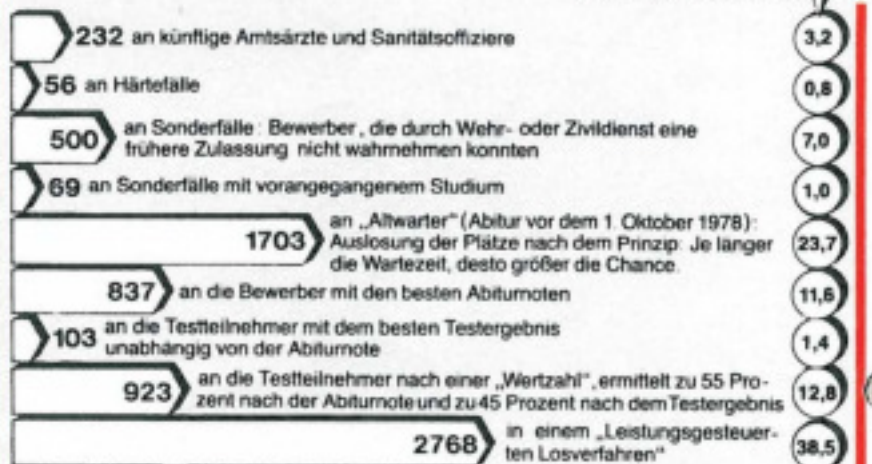 232 an künftige Amtsärzte und Sanitätsoffiziere 3,2
56 an Härtefälle 0,8
500 an Sonderfälle: Bewerber, die durch Wehr- oder Zivildienst eine
frühere Zulassung nicht wahrnehmen konnten 7,0
69 an Sonderfälle mit vorangegangenem Studium 1,0
1703 an „Altwarter" (Abitur vor dem 1. Oktober 1978):
Auslosung der Plätze nach dem Prinzip: Je länger
die Wartezeit, desto größer die Chance. 23,7
837 an die Bewerber mit den besten Abiturnoten 11,6
103 an die Testteilnehmer mit dem besten Testergebnis
unabhängig von der Abiturnote 1,4
923 an die Testteilnehmer nach einer „Wertzahl", ermittelt zu 55 Pro-
zent nach der Abiturnote und zu 45 Prozent nach dem Testergebnis 12,8
2768 in einem „Leistungsgesteuer-
ten Losverfahren" 38,5